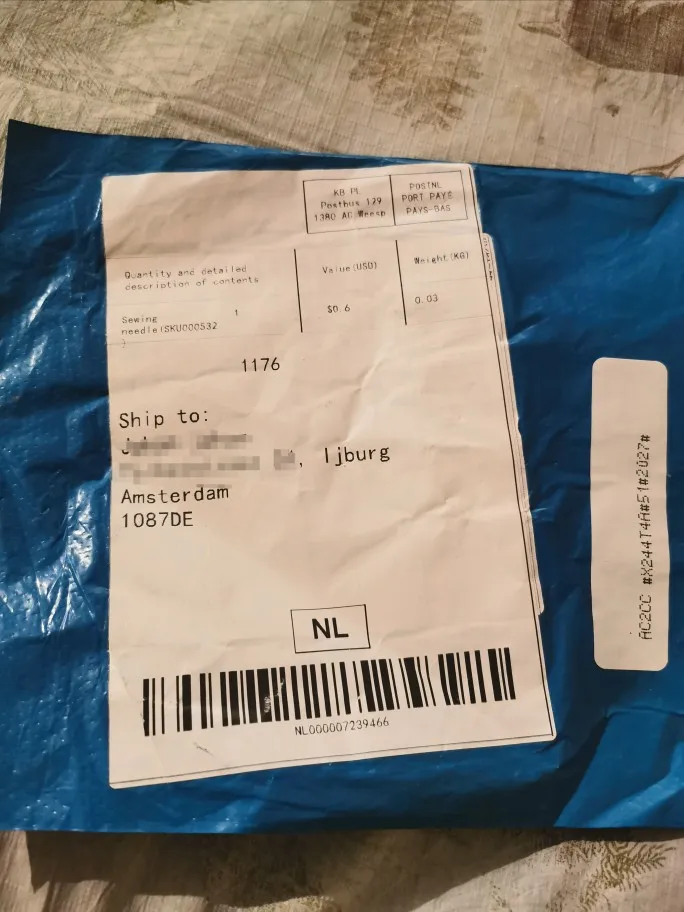 KB PL
Postbus 129
1380 AC Weesp
POSTNL
PORT PAYE
PAYS-BAS
Quantity and detailed
description of contents
Value(USD)
Weight(KG)
Sewing 1
needle(SKU000532
)
$0.6
0.03
1176
Ship to:
, Ijburg
Amsterdam
1087DE
NL
NL000007239466
AC2CC #X244T4A#51#2027#